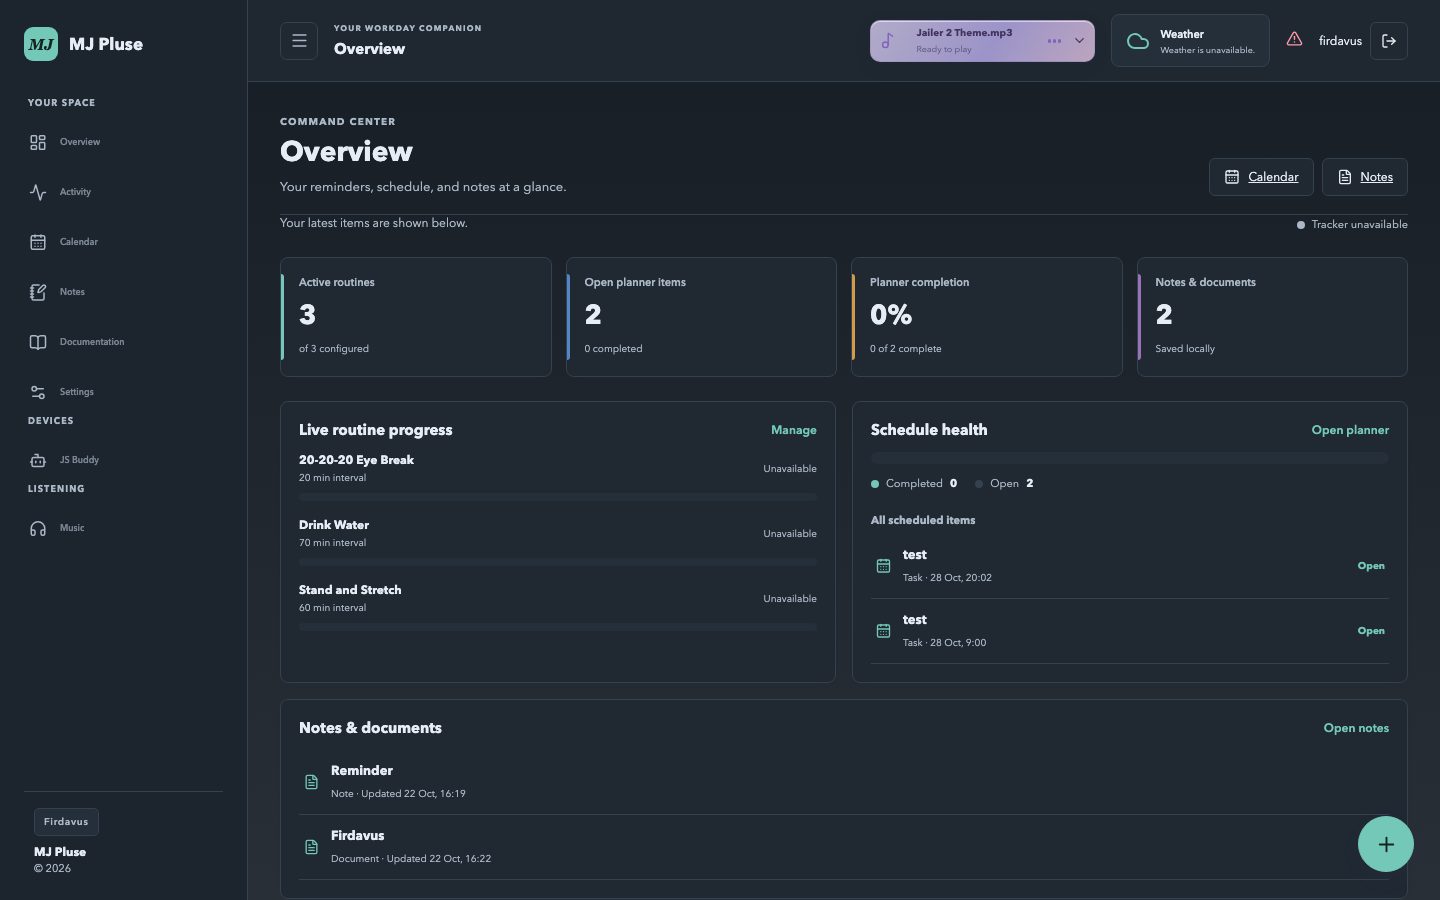 MJ
MJ Pluse
YOUR SPACE
Overview
Activity
Calendar
Notes
Documentation
Settings
DEVICES
JS Buddy
LISTENING
Music
Firdavus
MJ Pluse
© 2026
YOUR WORKDAY COMPANION
Overview
Jailer 2 Theme.mp3
Ready to play
Weather
Weather is unavailable.
firdavus
COMMAND CENTER
Overview
Your reminders, schedule, and notes at a glance.
Calendar
Notes
Your latest items are shown below.
Tracker unavailable
Active routines
3
of 3 configured
Open planner items
2
0 completed
Planner completion
0%
0 of 2 complete
Notes & documents
2
Saved locally
Live routine progress
Manage
20-20-20 Eye Break
20 min interval
Unavailable
Drink Water
70 min interval
Unavailable
Stand and Stretch
60 min interval
Unavailable
Schedule health
Open planner
Completed 0 Open 2
All scheduled items
test
Task · 28 Oct, 20:02
Open
test
Task · 28 Oct, 9:00
Open
Notes & documents
Open notes
Reminder
Note · Updated 22 Oct, 16:19
Firdavus
Document · Updated 22 Oct, 16:22